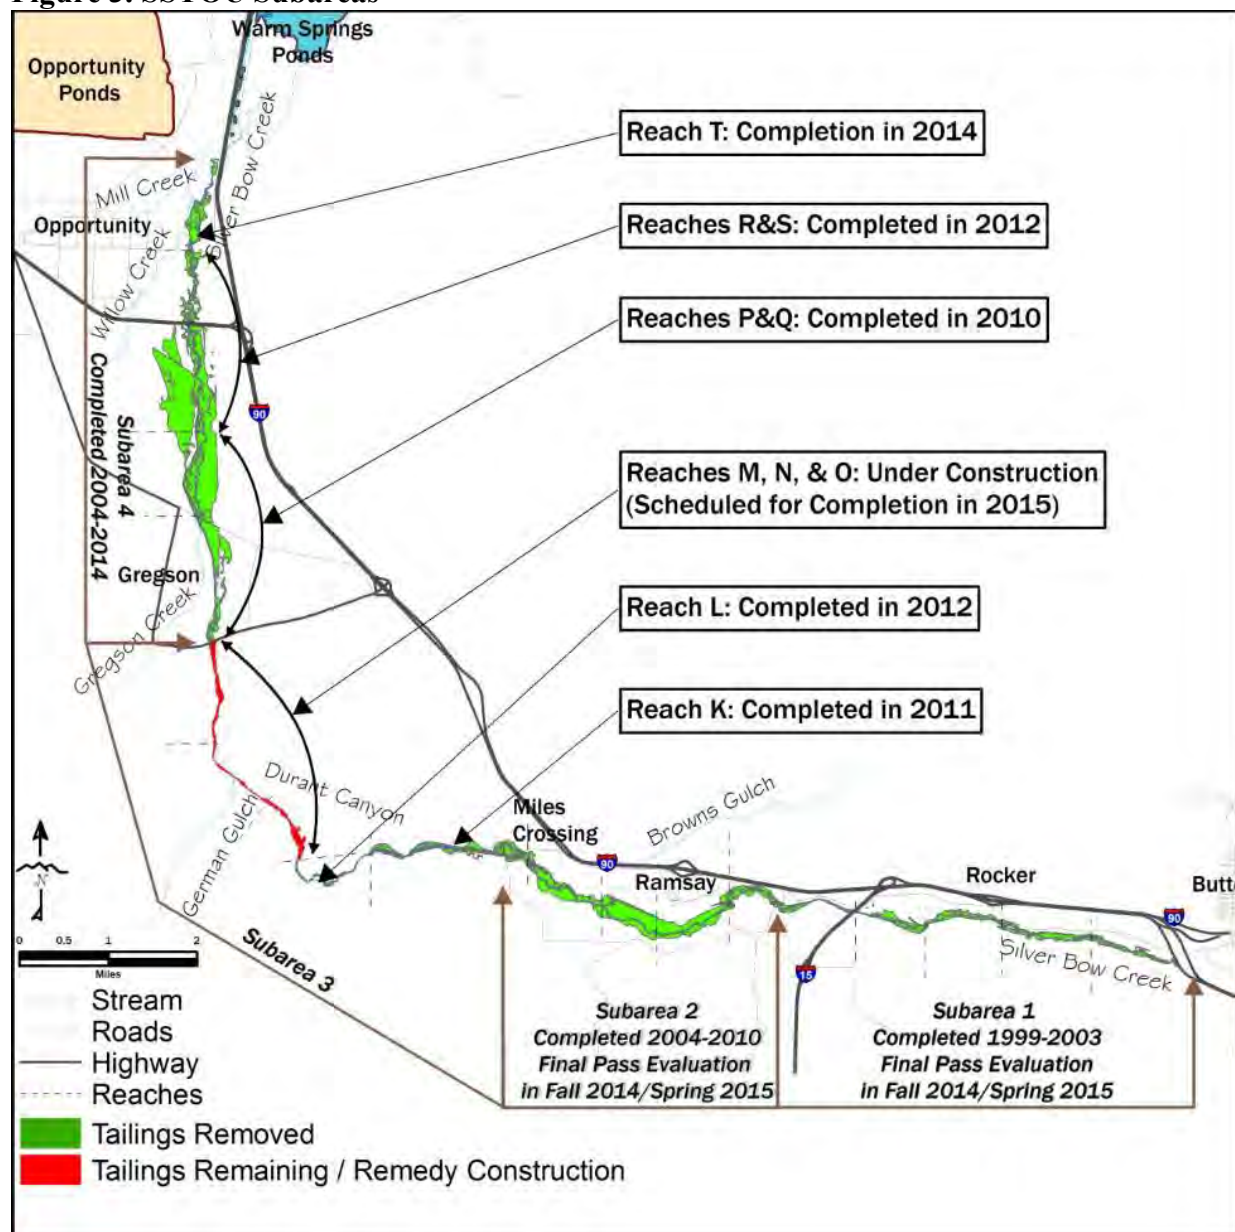 Figure 3. SSTOU Subareas
Warm Springs
Ponds
Opportunity
Ponds
Reach T: Completion in 2014
Mill Creek
Silver Bow Creek
Opportunity
Reaches R&S: Completed in 2012
Willow Creek
Reaches P&Q: Completed in 2010
90
Subarea 4
Completed 2004-2014
Reaches M, N, & O: Under Construction
(Scheduled for Completion in 2015)
Gregson
Gregson Creek
Reach L: Completed in 2012
Reach K: Completed in 2011
Durant Canyon
German Gulch
Miles
Crossing
Browns Gulch
90
Ramsay
Rocker
Butte
90
Silver Bow Creek
15
0 0.5 1 2
Miles
Subarea 3
Subarea 2
Completed 2004-2010
Final Pass Evaluation
in Fall 2014/Spring 2015
Subarea 1
Completed 1999-2003
Final Pass Evaluation
in Fall 2014/Spring 2015
Stream
Roads
Highway
Reaches
Tailings Removed
Tailings Remaining / Remedy Construction